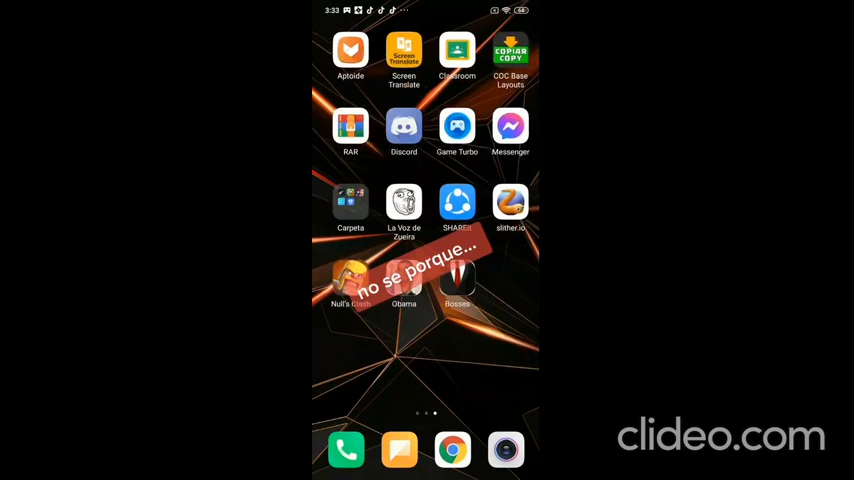 3:33
64
Screen
Translate
COPIAR
COPY
Aptoide
Screen
Translate
Classroom
COC Base
Layouts
RAR
Discord
Game Turbo
Messenger
Carpeta
La Voz de
Zueira
SHAREit
slither.io
no se porque...
Null's Clash
Obama
Bosses
clideo.com